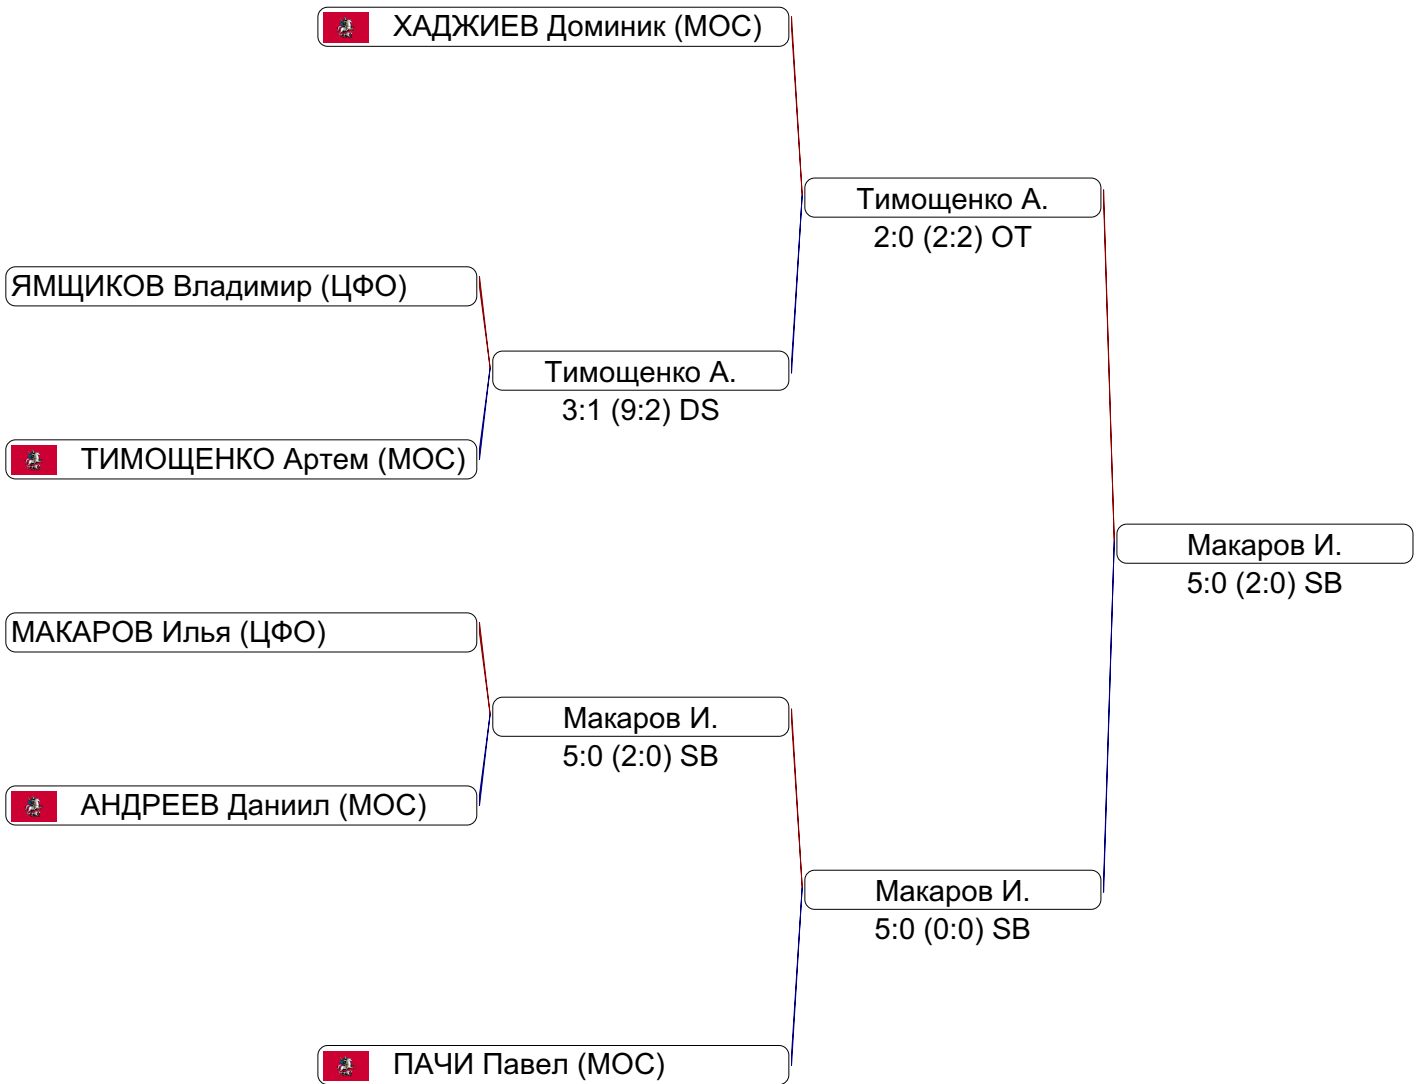 ХАДЖИЕВ Доминик (МОС)
Тимощенко А.
2:0 (2:2) OT
ЯМЩИКОВ Владимир (ЦФО)
Тимощенко А.
3:1 (9:2) DS
ТИМОЩЕНКО Артем (МОС)
Макаров И.
5:0 (2:0) SB
МАКАРОВ Илья (ЦФО)
Макаров И.
5:0 (2:0) SB
АНДРЕЕВ Даниил (МОС)
Макаров И.
5:0 (0:0) SB
ПАЧИ Павел (МОС)